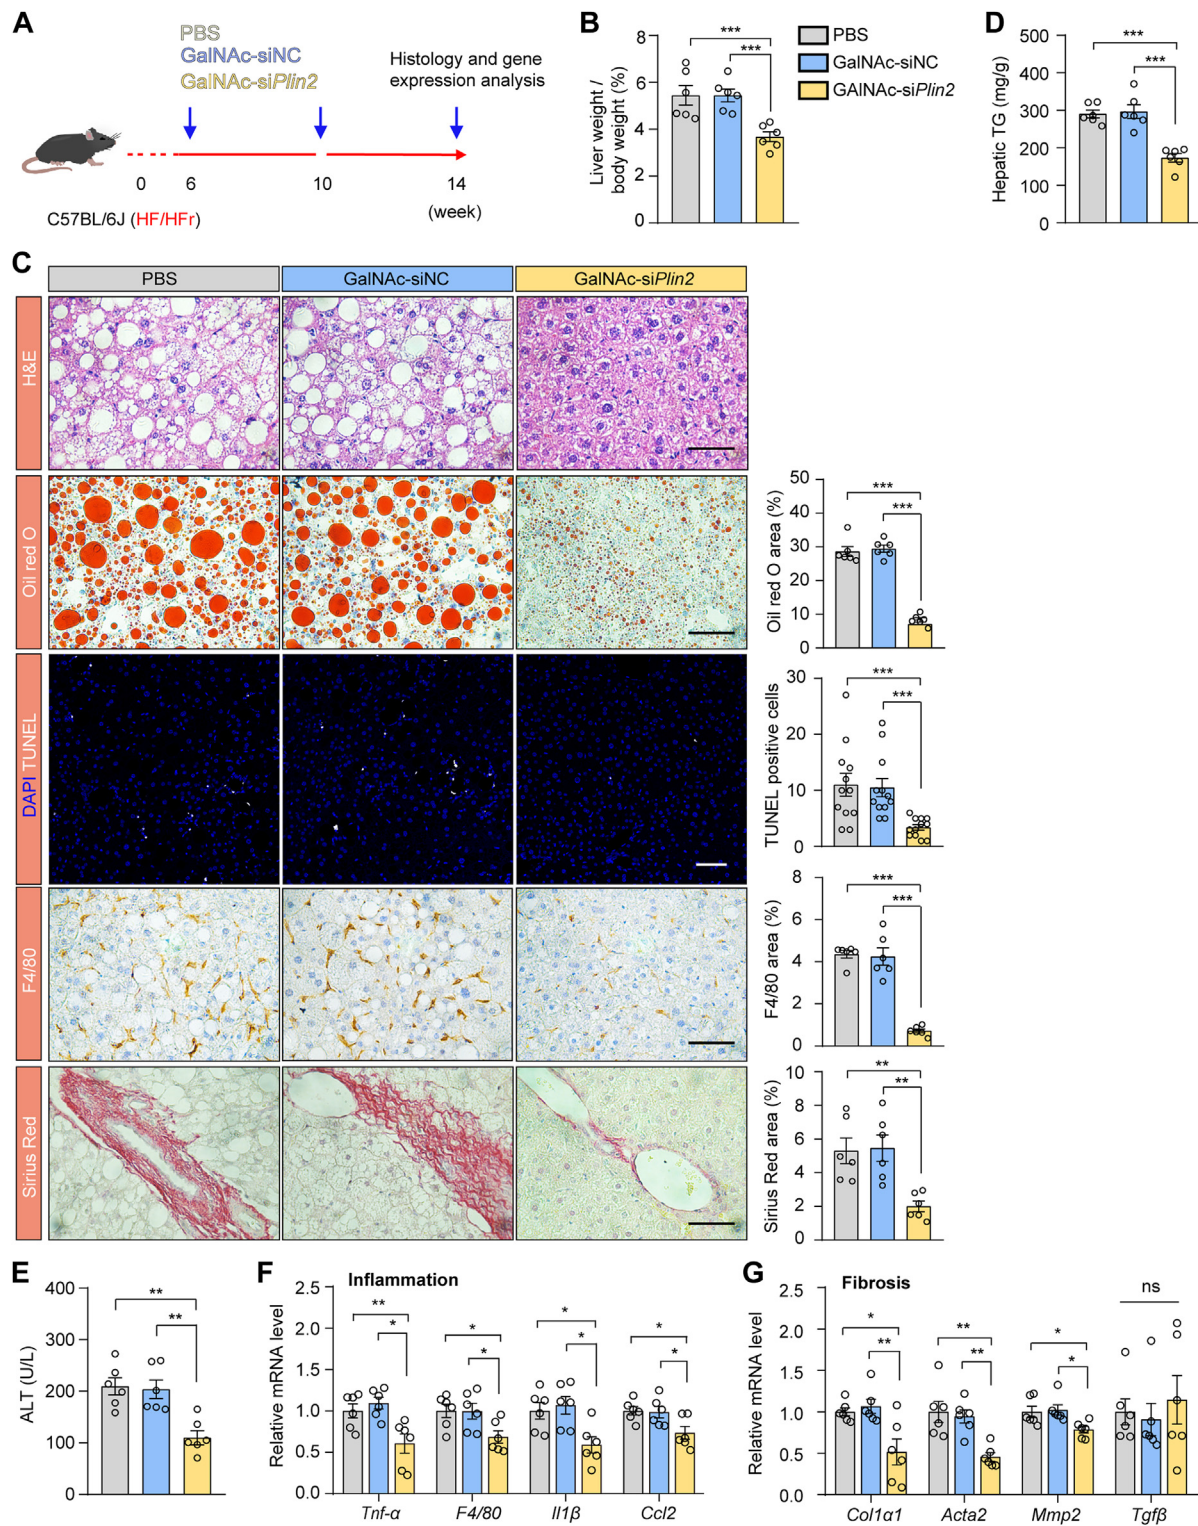 A
PBS
GalNAc-siNC
GalNAc-siPlin2
Histology and gene
expression analysis
0
6
10
14
(week)
C57BL/6J (HF/HFr)
B
Liver weight /
body weight (%)
8
6
4
2
0
***
***
PBS
GalNAc-siNC
GAlNAc-siPlin2
D
Hepatic TG (mg/g)
500
400
300
200
100
0
***
***
C
PBS
GalNAc-siNC
GalNAc-siPlin2
H&E
Oil red O
Oil red O area (%)
50
40
30
20
10
0
***
***
DAPI TUNEL
TUNEL positive cells
30
20
10
0
***
***
F4/80
F4/80 area (%)
8
6
4
2
0
***
***
Sirius Red
Sirius Red area (%)
10
8
6
4
2
0
**
**
E
ALT (U/L)
400
300
200
100
0
**
**
F
Inflammation
Relative mRNA level
2.5
2.0
1.5
1.0
0.5
0.0
**
*
*
*
*
*
*
*
Tnf-α
F4/80
Il1β
Ccl2
G
Fibrosis
Relative mRNA level
2.5
2.0
1.5
1.0
0.5
0.0
*
**
**
**
*
*
ns
Col1α1
Acta2
Mmp2
Tgfβ